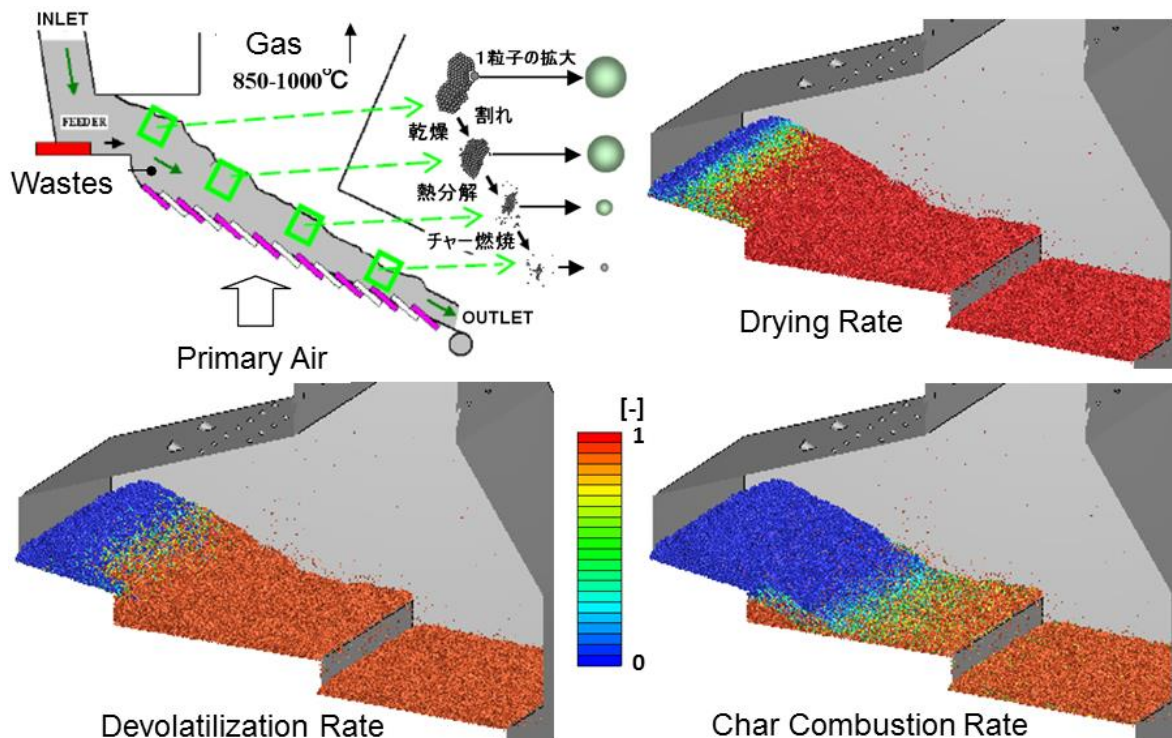 INLET
Gas
850-1000℃
1粒子の拡大
FEEDER
乾燥
割れ
Wastes
熱分解
チャー燃焼
OUTLET
Primary Air
Drying Rate
[-]
1
0
Devolatilization Rate
Char Combustion Rate